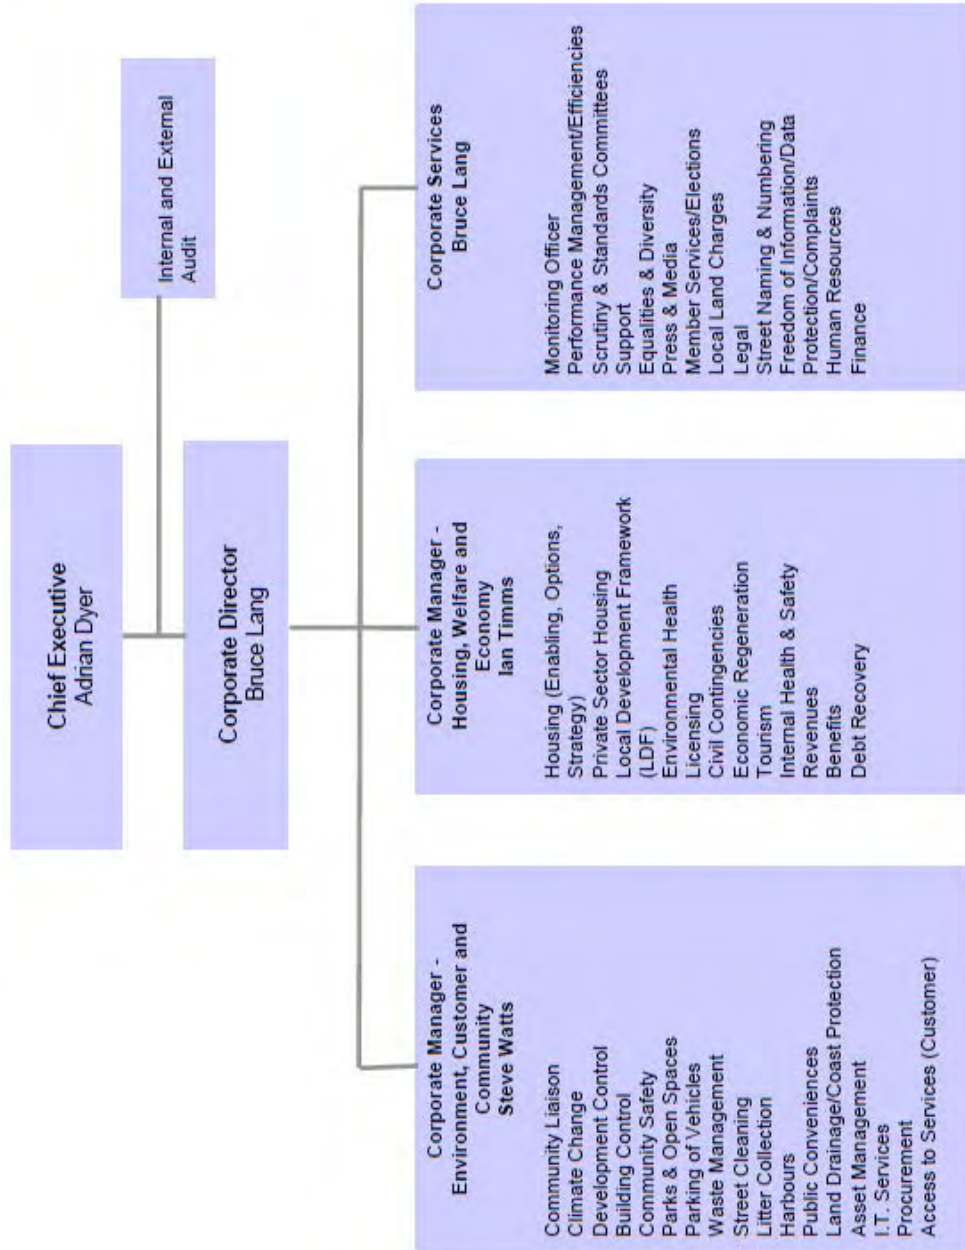 Chief Executive
Adrian Dyer
Internal and External
Audit
Corporate Director
Bruce Lang
Corporate Manager -
Environment, Customer and
Community
Steve Watts
Community Liaison
Climate Change
Development Control
Building Control
Community Safety
Parks & Open Spaces
Parking of Vehicles
Waste Management
Street Cleaning
Litter Collection
Harbours
Public Conveniences
Land Drainage/Coast Protection
Asset Management
I.T. Services
Procurement
Access to Services (Customer)
Corporate Manager -
Housing, Welfare and
Economy
Ian Timms
Housing (Enabling, Options,
Strategy)
Private Sector Housing
Local Development Framework
(LDF)
Environmental Health
Licensing
Civil Contingencies
Economic Regeneration
Tourism
Internal Health & Safety
Revenues
Benefits
Debt Recovery
Corporate Services
Bruce Lang
Monitoring Officer
Performance Management/Efficiencies
Scrutiny & Standards Committees
Support
Equalities & Diversity
Press & Media
Member Services/Elections
Local Land Charges
Legal
Street Naming & Numbering
Freedom of Information/Data
Protection/Complaints
Human Resources
Finance